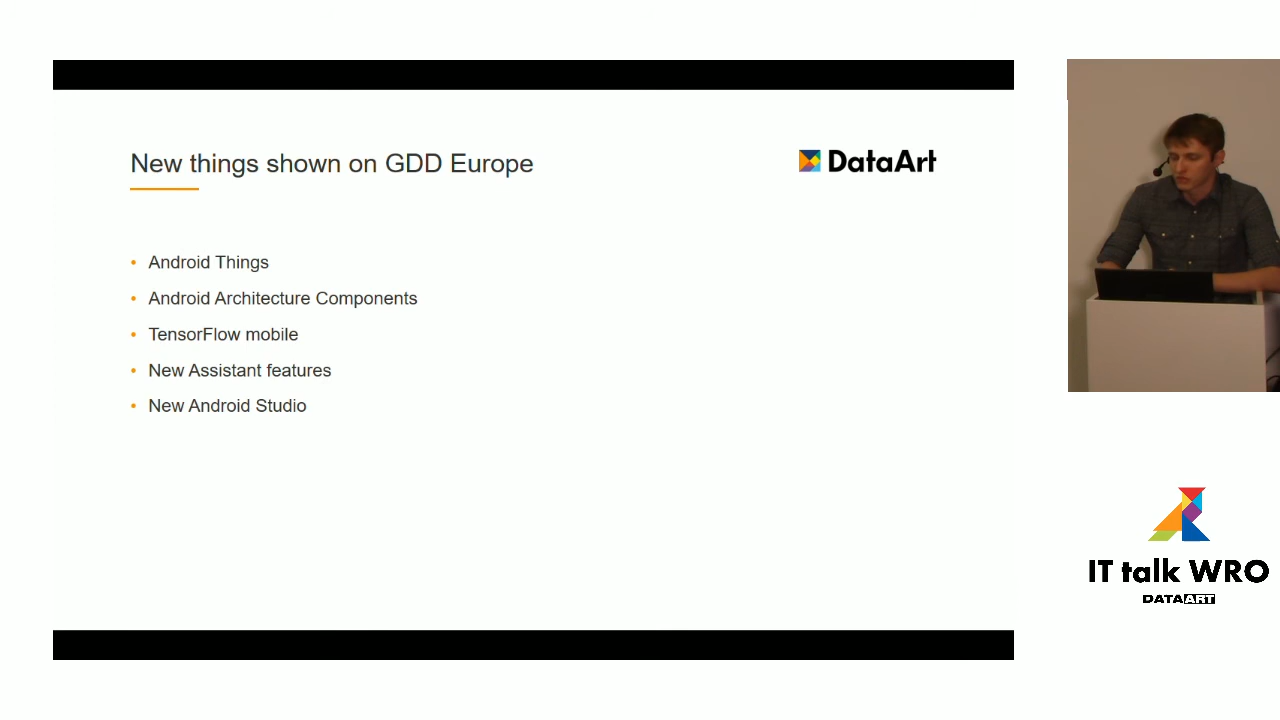 New things shown on GDD Europe
DataArt
• Android Things
• Android Architecture Components
• TensorFlow mobile
• New Assistant features
• New Android Studio
IT talk WRO
DATAART